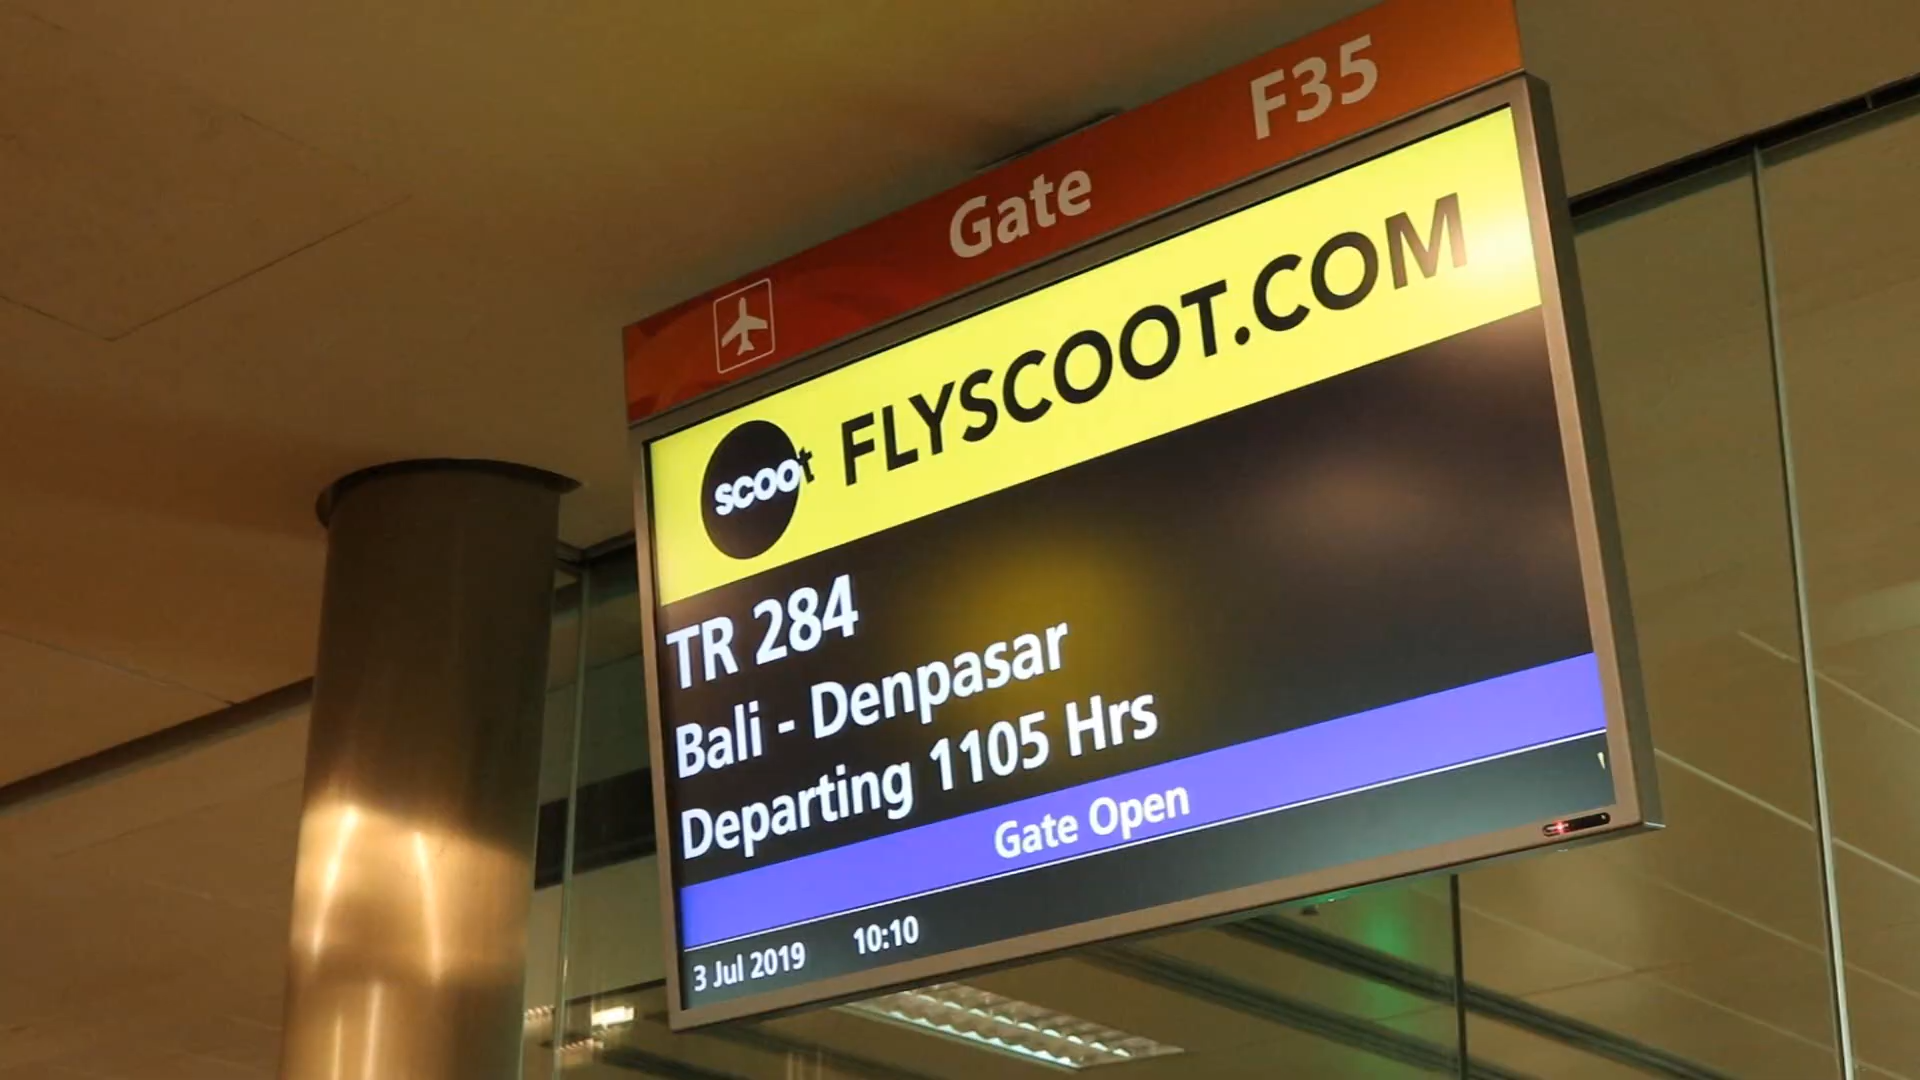 Gate F35
scoot FLYSCOOT.COM
TR 284
Bali - Denpasar
Departing 1105 Hrs
Gate Open
3 Jul 2019 10:10